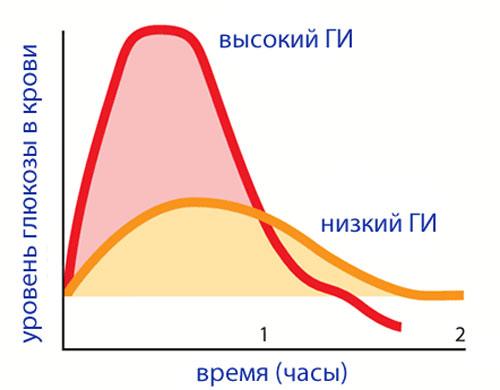 высокий ГИ
уровень глюкозы в крови
низкий ГИ
1
2
время (часы)